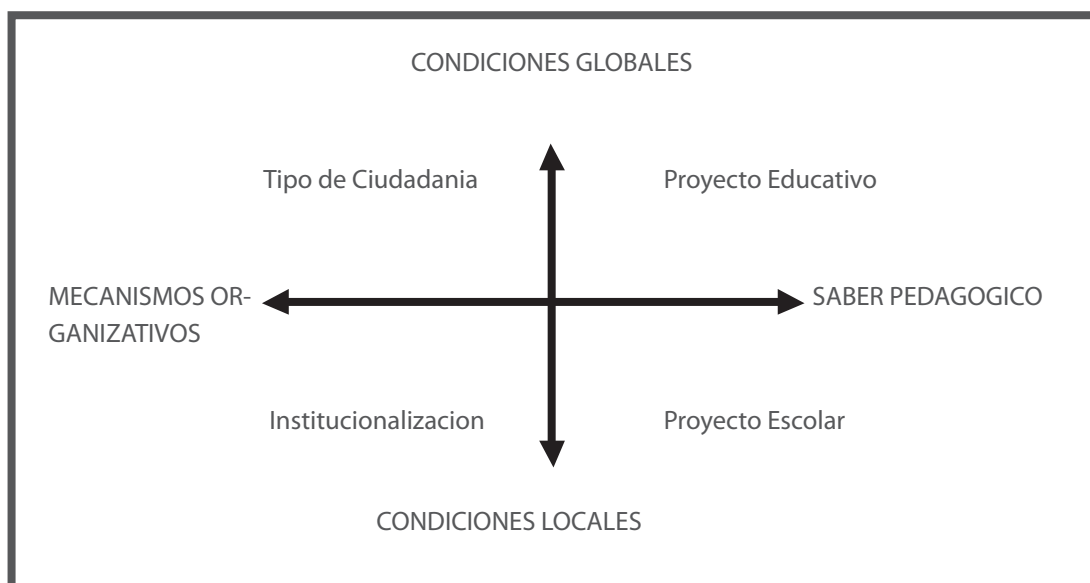 CONDICIONES GLOBALES
Tipo de Ciudadania
Proyecto Educativo
MECANISMOS OR-
GANIZATIVOS
SABER PEDAGOGICO
Institucionalizacion
Proyecto Escolar
CONDICIONES LOCALES